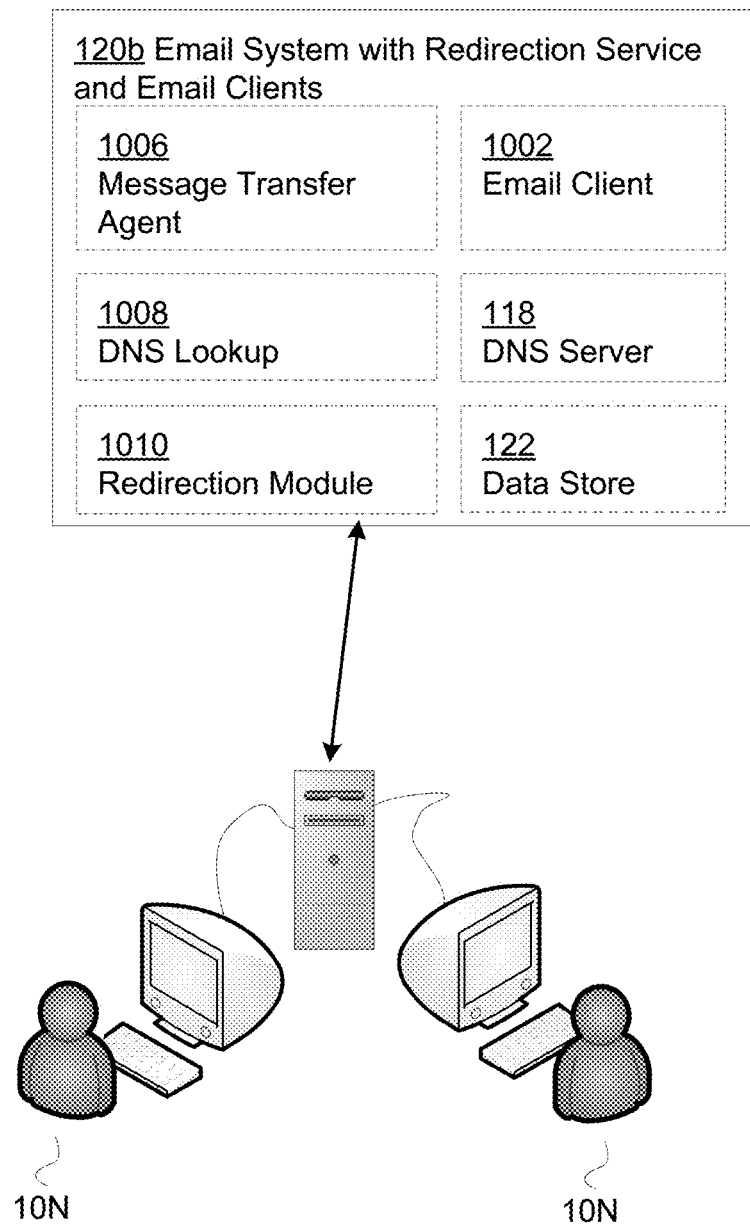 120b Email System with Redirection Service
and Email Clients
1006
Message Transfer
Agent
1002
Email Client
1008
DNS Lookup
118
DNS Server
1010
Redirection Module
122
Data Store
10N
10N